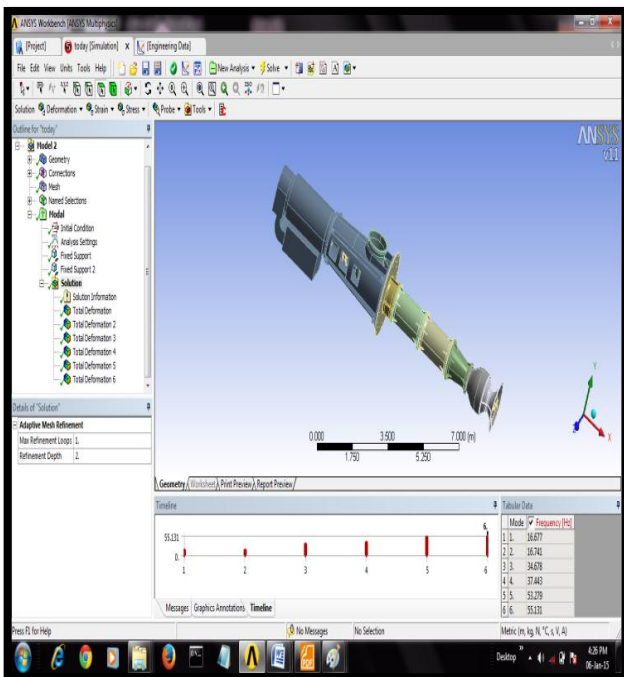 ANSYS Workbench [ANSYS Multiphysics]
[Project] today [Simulation] x [Engineering Data]
File Edit View Units Tools Help New Analysis Solve
Solution Deformation Strain Stress Probe Tools
Outline for "today"
Model 2
Geometry
Connections
Mesh
Named Selections
Modal
Initial Condition
Analysis Settings
Fixed Support
Fixed Support 2
Solution
Solution Information
Total Deformation
Total Deformation 2
Total Deformation 3
Total Deformation 4
Total Deformation 5
Total Deformation 6
ANSYS
v11
Y
X
Z
0.000 3.500 7.000 (m)
1.750 5.250
Details of "Solution"
Adaptive Mesh Refinement
Max Refinement Loops 1.
Refinement Depth 2.
Geometry Worksheet Print Preview Report Preview
Timeline
6.
55.131
0.
1 2 3 4 5 6
Messages Graphics Annotations Timeline
Tabular Data
Mode Frequency [Hz]
1 1. 16.677
2 2. 16.741
3 3. 34.678
4 4. 37.443
5 5. 53.279
6 6. 55.131
Press F1 for Help No Messages No Selection Metric (m, kg, N, °C, s, V, A)
Desktop 4:26 PM
06-Jan-15